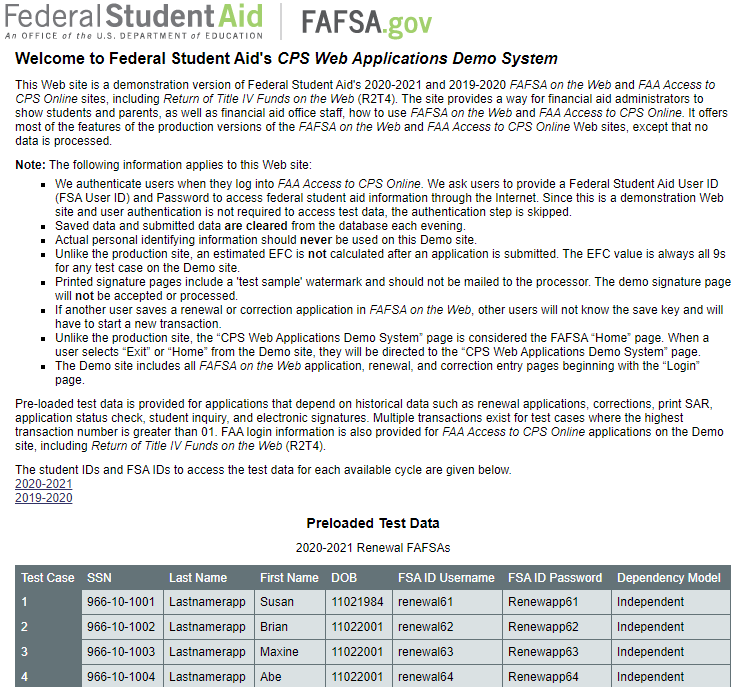 Federal Student Aid FAFSA.gov
An OFFICE of the U.S. DEPARTMENT of EDUCATION
Welcome to Federal Student Aid's CPS Web Applications Demo System
This Web site is a demonstration version of Federal Student Aid's 2020-2021 and 2019-2020 FAFSA on the Web and FAA Access to
CPS Online sites, including Return of Title IV Funds on the Web (R2T4). The site provides a way for financial aid administrators to
show students and parents, as well as financial aid office staff, how to use FAFSA on the Web and FAA Access to CPS Online. It offers
most of the features of the production versions of the FAFSA on the Web and FAA Access to CPS Online Web sites, except that no
data is processed.
Note: The following information applies to this Web site:
▪ We authenticate users when they log into FAA Access to CPS Online. We ask users to provide a Federal Student Aid User ID
(FSA User ID) and Password to access federal student aid information through the Internet. Since this is a demonstration Web
site and user authentication is not required to access test data, the authentication step is skipped.
▪ Saved data and submitted data are cleared from the database each evening.
▪ Actual personal identifying information should never be used on this Demo site.
▪ Unlike the production site, an estimated EFC is not calculated after an application is submitted. The EFC value is always all 9s
for any test case on the Demo site.
▪ Printed signature pages include a 'test sample' watermark and should not be mailed to the processor. The demo signature page
will not be accepted or processed.
▪ If another user saves a renewal or correction application in FAFSA on the Web, other users will not know the save key and will
have to start a new transaction.
▪ Unlike the production site, the “CPS Web Applications Demo System” page is considered the FAFSA “Home” page. When a
user selects “Exit” or “Home” from the Demo site, they will be directed to the “CPS Web Applications Demo System” page.
▪ The Demo site includes all FAFSA on the Web application, renewal, and correction entry pages beginning with the “Login”
page.
Pre-loaded test data is provided for applications that depend on historical data such as renewal applications, corrections, print SAR,
application status check, student inquiry, and electronic signatures. Multiple transactions exist for test cases where the highest
transaction number is greater than 01. FAA login information is also provided for FAA Access to CPS Online applications on the Demo
site, including Return of Title IV Funds on the Web (R2T4).
The student IDs and FSA IDs to access the test data for each available cycle are given below.
2020-2021
2019-2020
Preloaded Test Data
2020-2021 Renewal FAFSAs
Test Case SSN Last Name First Name DOB FSA ID Username FSA ID Password Dependency Model
1 966-10-1001 Lastnamerapp Susan 11021984 renewal61 Renewapp61 Independent
2 966-10-1002 Lastnamerapp Brian 11022001 renewal62 Renewapp62 Independent
3 966-10-1003 Lastnamerapp Maxine 11022001 renewal63 Renewapp63 Independent
4 966-10-1004 Lastnamerapp Abe 11022001 renewal64 Renewapp64 Independent